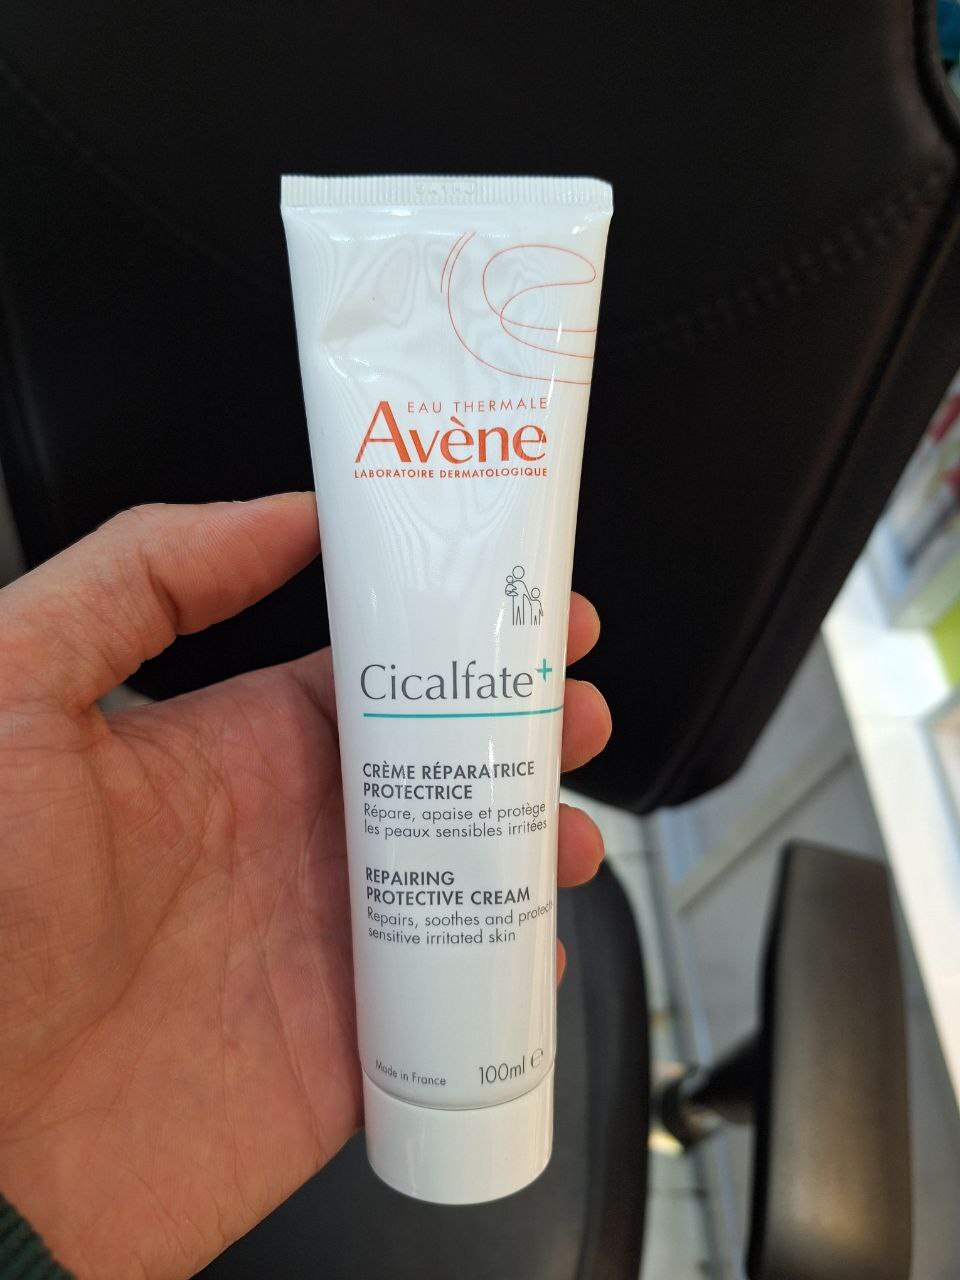 EAU THERMALE
Avène
LABORATOIRE DERMATOLOGIQUE
Cicalfate+
CRÈME RÉPARATRICE
PROTECTRICE
Répare, apaise et protège
les peaux sensibles irritées
REPAIRING
PROTECTIVE CREAM
Repairs, soothes and protects
sensitive irritated skin
Made in France
100ml ℮